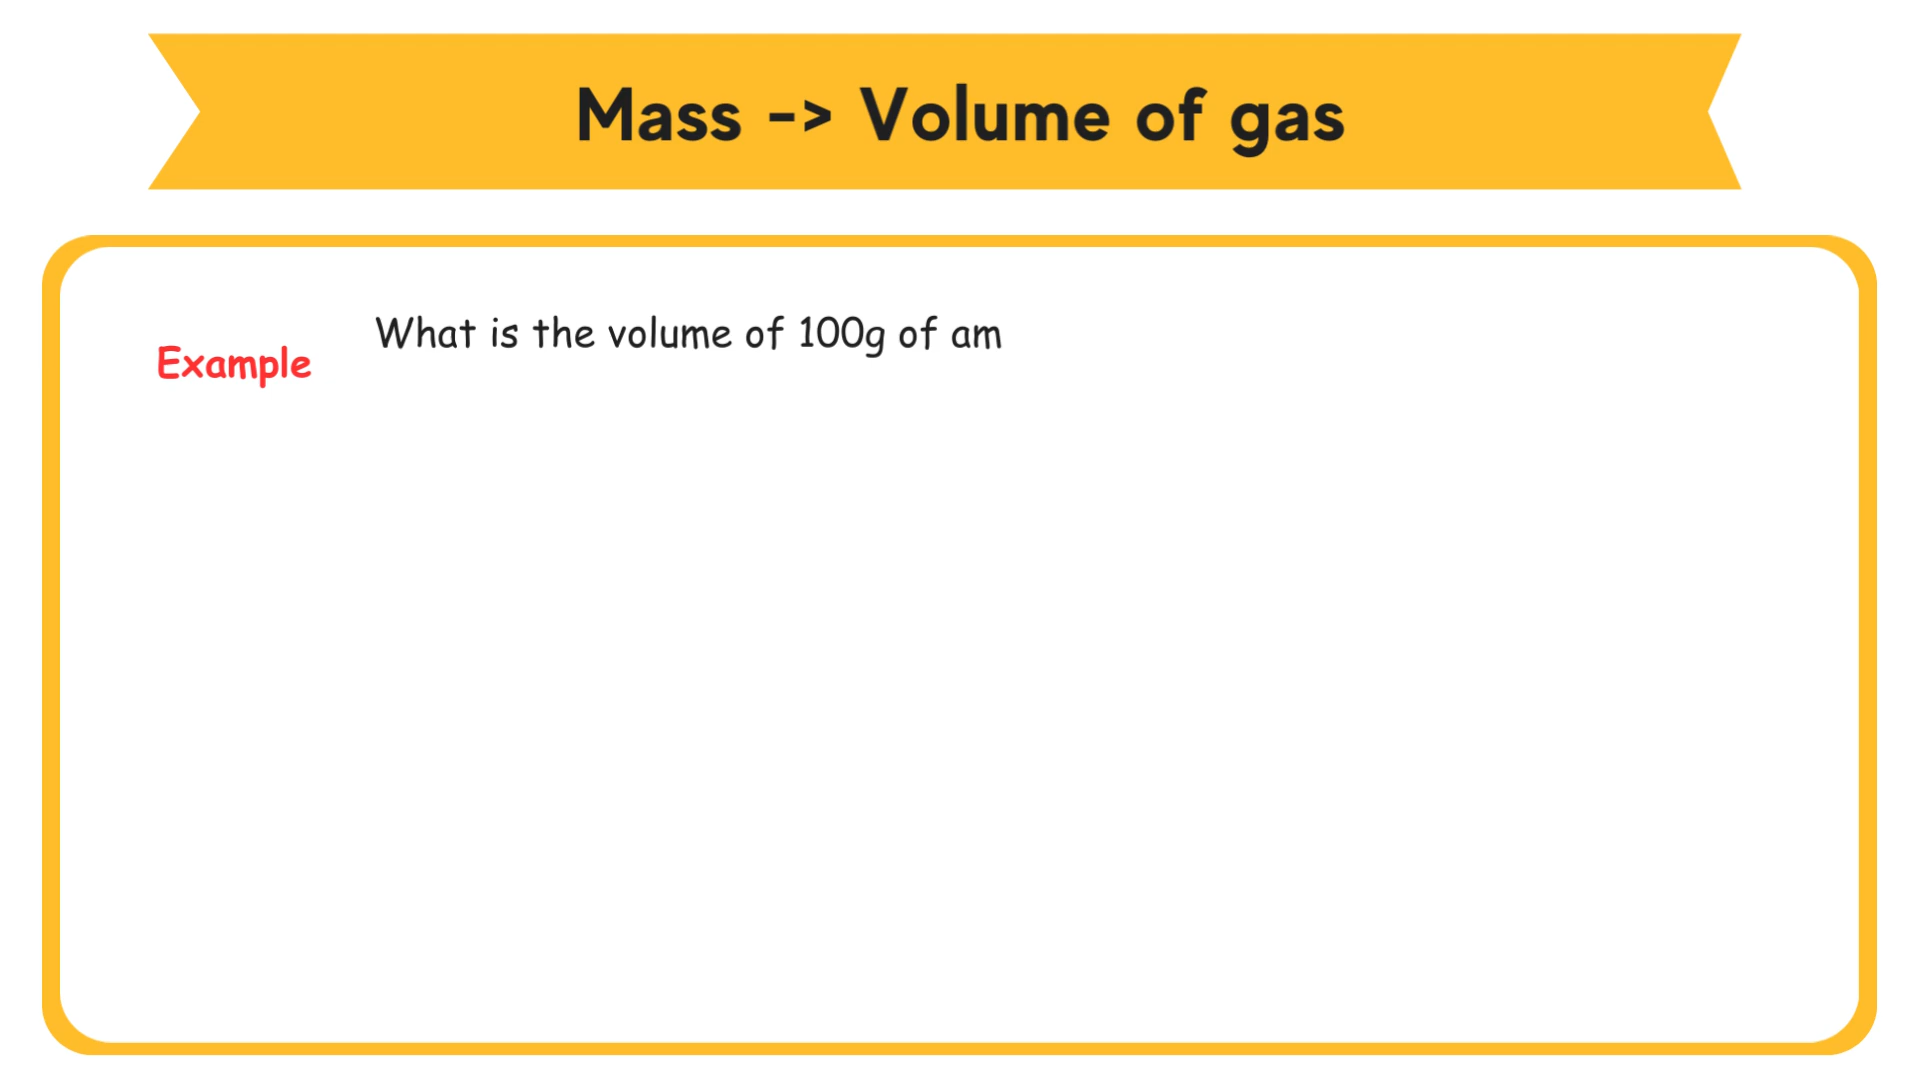 Mass -> Volume of gas
What is the volume of 100g of am
Example